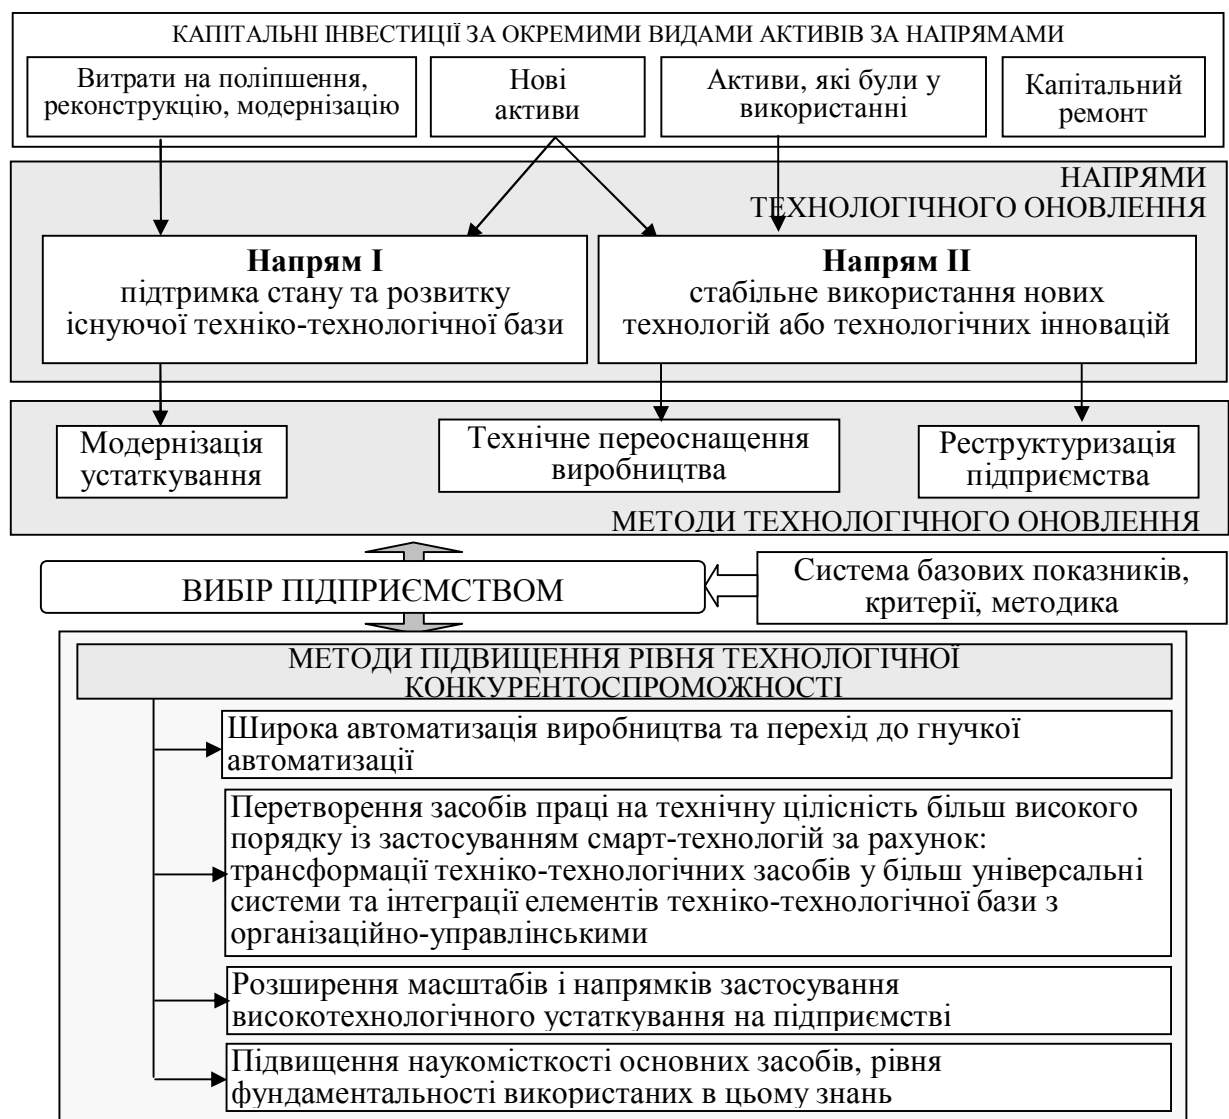 КАПІТАЛЬНІ ІНВЕСТИЦІЇ ЗА ОКРЕМИМИ ВИДАМИ АКТИВІВ ЗА НАПРЯМАМИ
Витрати на поліпшення,
реконструкцію, модернізацію
Нові
активи
Активи, які були у
використанні
Капітальний
ремонт
НАПРЯМИ
ТЕХНОЛОГІЧНОГО ОНОВЛЕННЯ
Напрям І
підтримка стану та розвитку
існуючої техніко-технологічної бази
Напрям ІІ
стабільне використання нових
технологій або технологічних інновацій
Модернізація
устаткування
Технічне переоснащення
виробництва
Реструктуризація
підприємства
МЕТОДИ ТЕХНОЛОГІЧНОГО ОНОВЛЕННЯ
ВИБІР ПІДПРИЄМСТВОМ
Система базових показників,
критерії, методика
МЕТОДИ ПІДВИЩЕННЯ РІВНЯ ТЕХНОЛОГІЧНОЇ
КОНКУРЕНТОСПРОМОЖНОСТІ
Широка автоматизація виробництва та перехід до гнучкої
автоматизації
Перетворення засобів праці на технічну цілісність більш високого
порядку із застосуванням смарт-технологій за рахунок:
трансформації техніко-технологічних засобів у більш універсальні
системи та інтеграції елементів техніко-технологічної бази з
організаційно-управлінськими
Розширення масштабів і напрямків застосування
високотехнологічного устаткування на підприємстві
Підвищення наукомісткості основних засобів, рівня
фундаментальності використаних в цьому знань